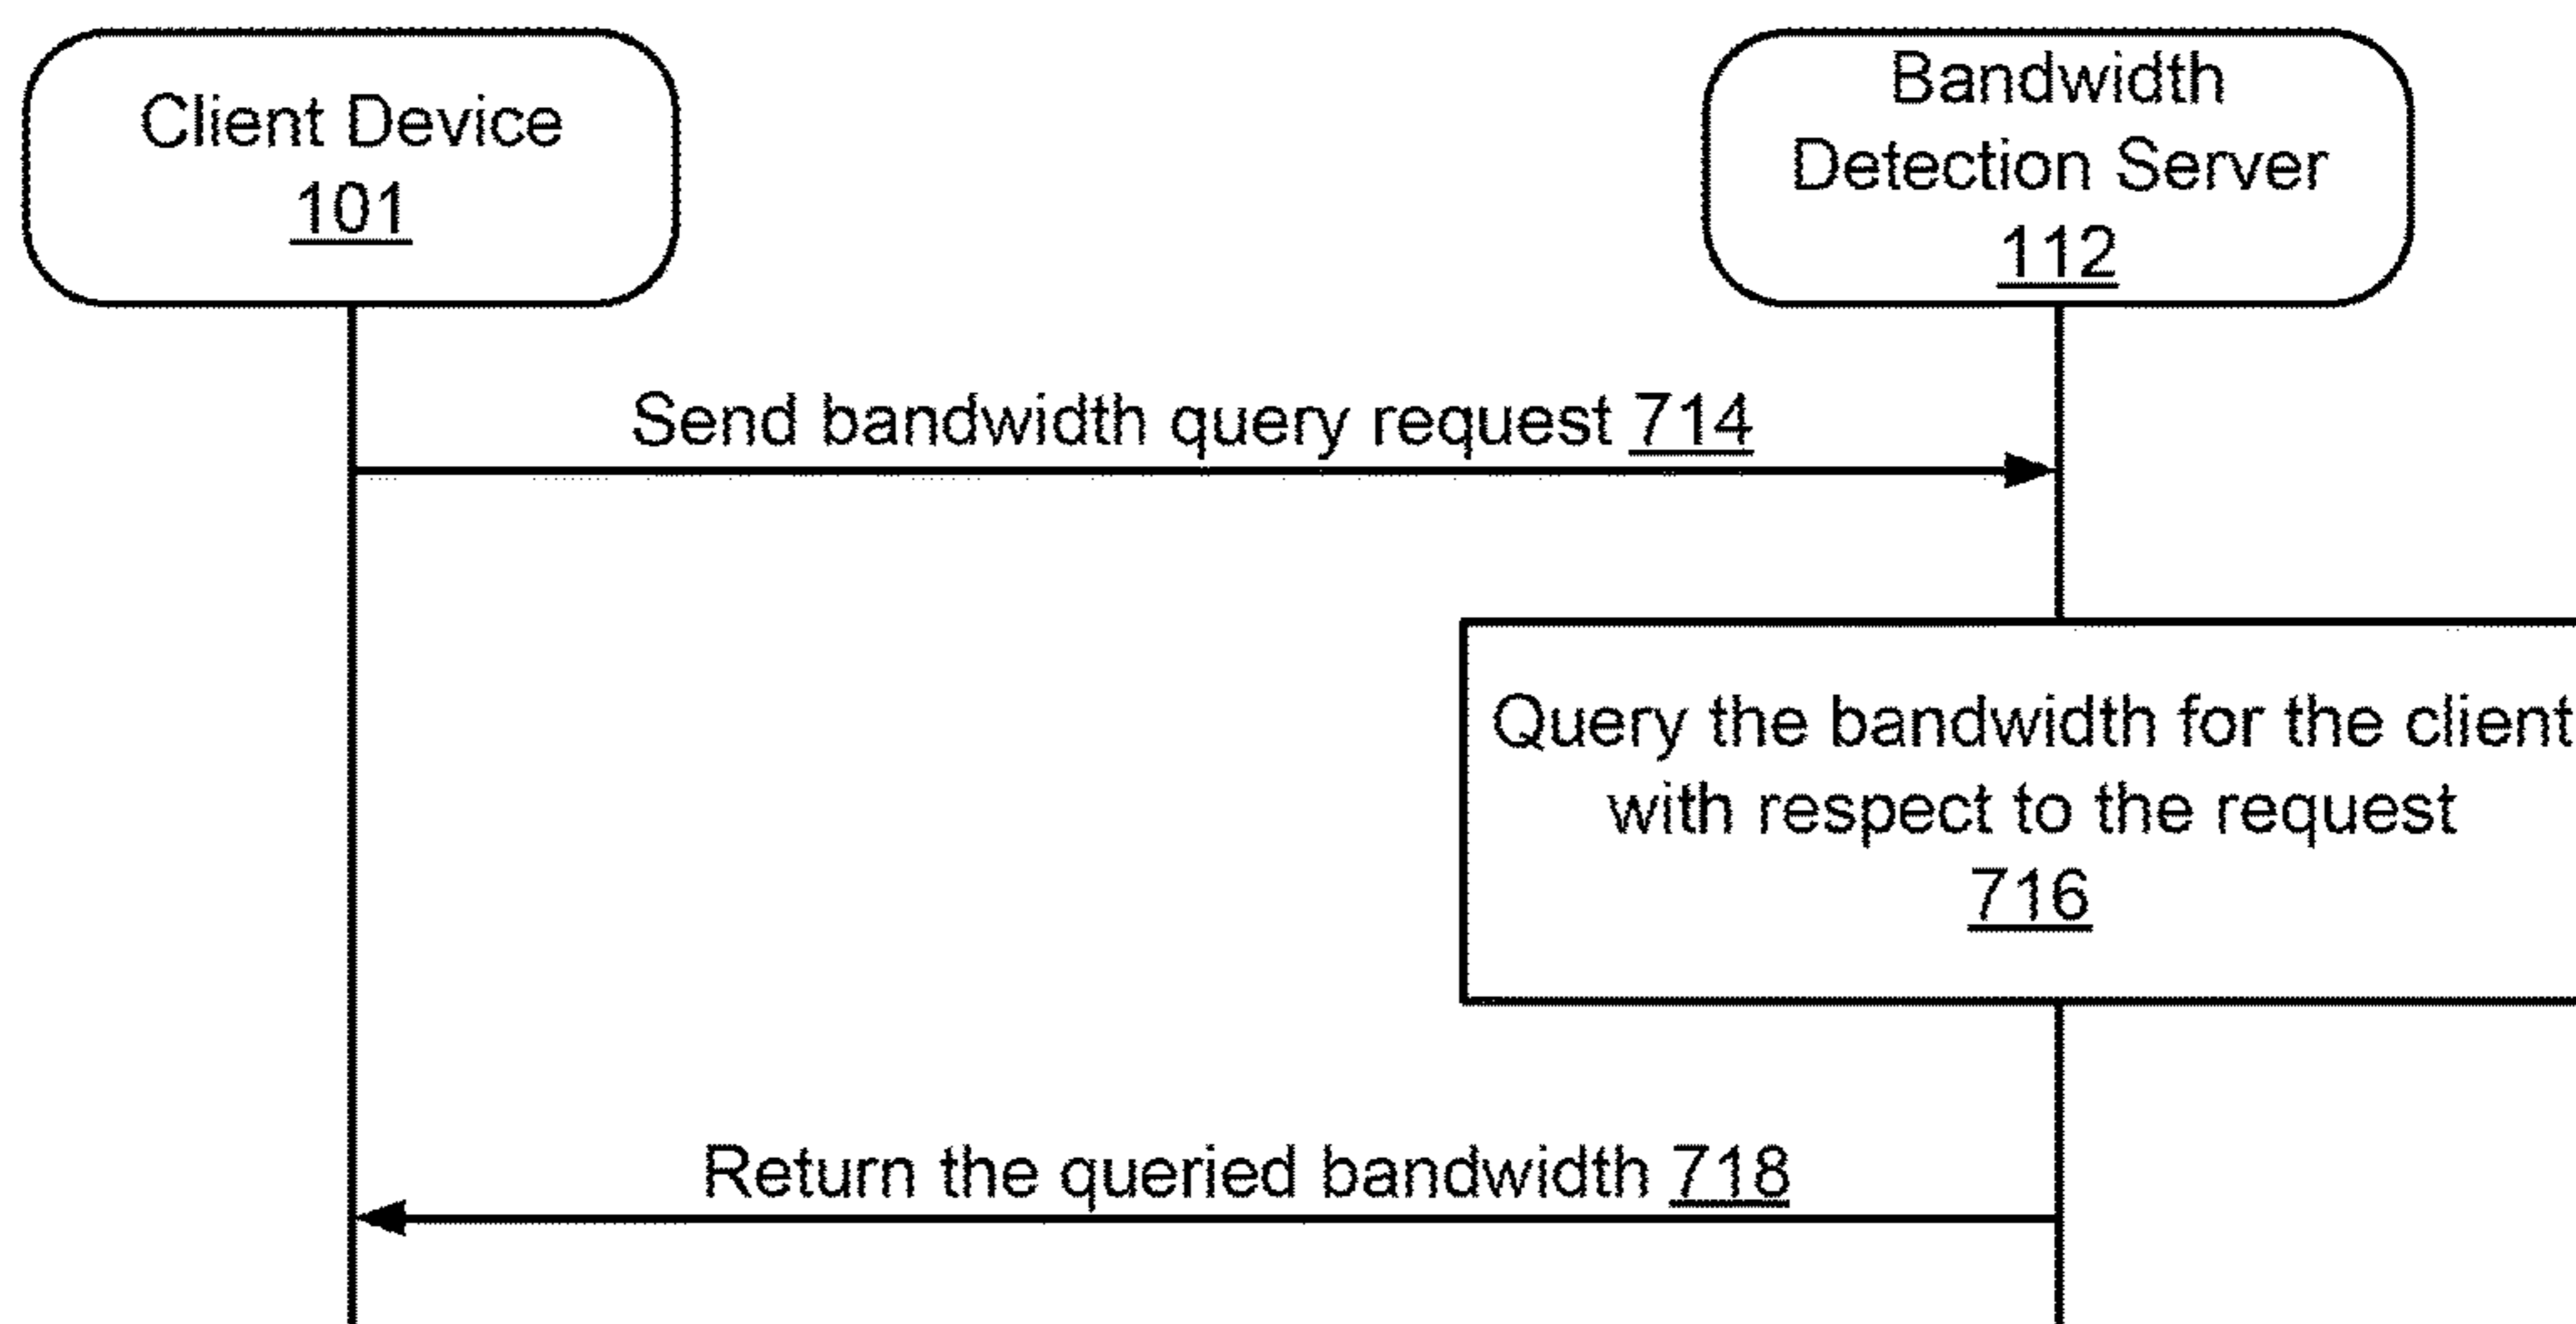 Client Device
101
Bandwidth
Detection Server
112
Send bandwidth query request 714
Query the bandwidth for the client
with respect to the request
716
Return the queried bandwidth 718